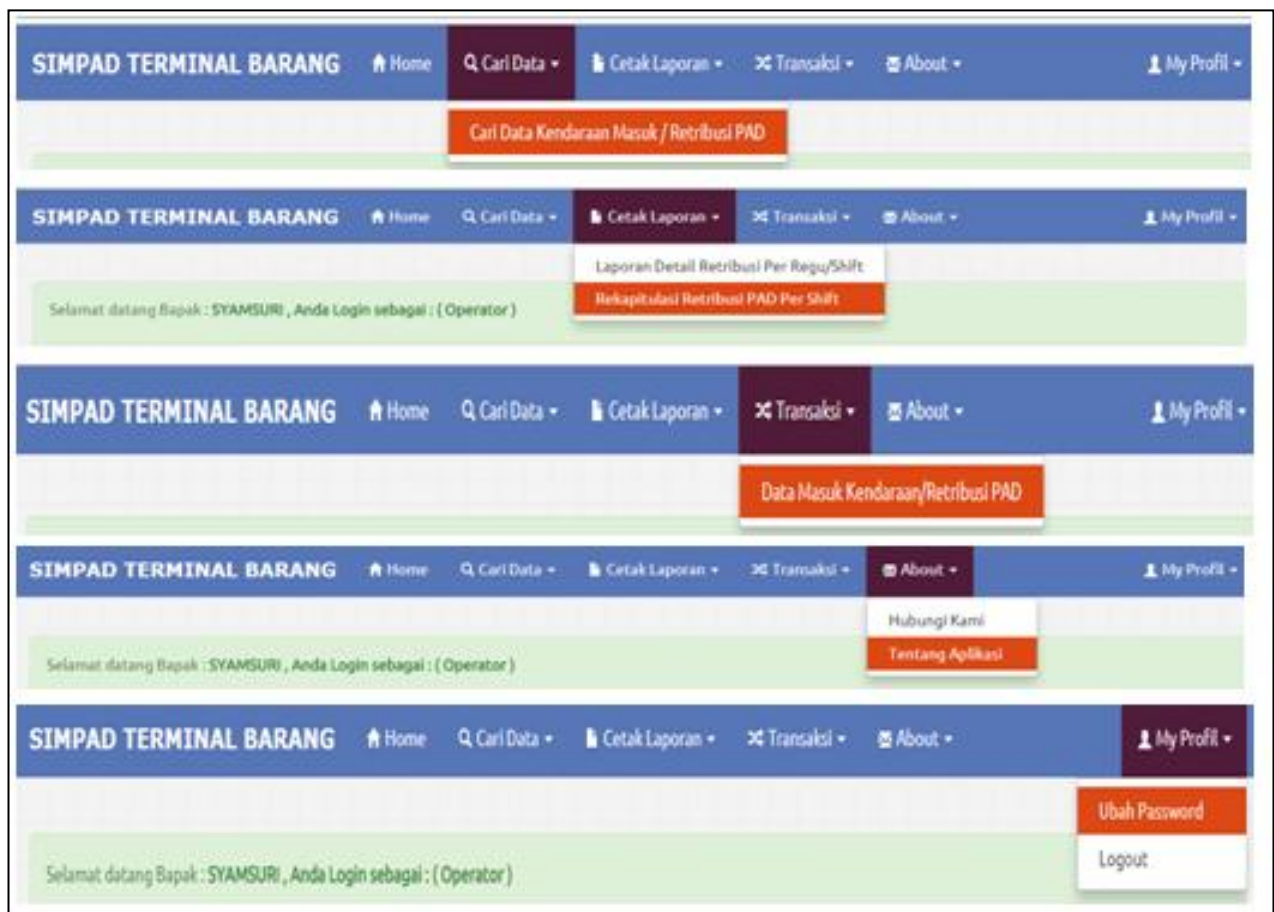 SIMPAD TERMINAL BARANG Home Cari Data Cetak Laporan Transaksi About My Profil
Cari Data Kendaraan Masuk / Retribusi PAD
SIMPAD TERMINAL BARANG Home Cari Data Cetak Laporan Transaksi About My Profil
Laporan Detail Retribusi Per Regu/Shift
Rekapitulasi Retribusi PAD Per Shift
Selamat datang Bapak : SYAMSURI , Anda Login sebagai : ( Operator )
SIMPAD TERMINAL BARANG Home Cari Data Cetak Laporan Transaksi About My Profil
Data Masuk Kendaraan/Retribusi PAD
SIMPAD TERMINAL BARANG Home Cari Data Cetak Laporan Transaksi About My Profil
Hubungi Kami
Tentang Aplikasi
Selamat datang Bapak : SYAMSURI , Anda Login sebagai : ( Operator )
SIMPAD TERMINAL BARANG Home Cari Data Cetak Laporan Transaksi About My Profil
Ubah Password
Logout
Selamat datang Bapak : SYAMSURI , Anda Login sebagai : ( Operator )